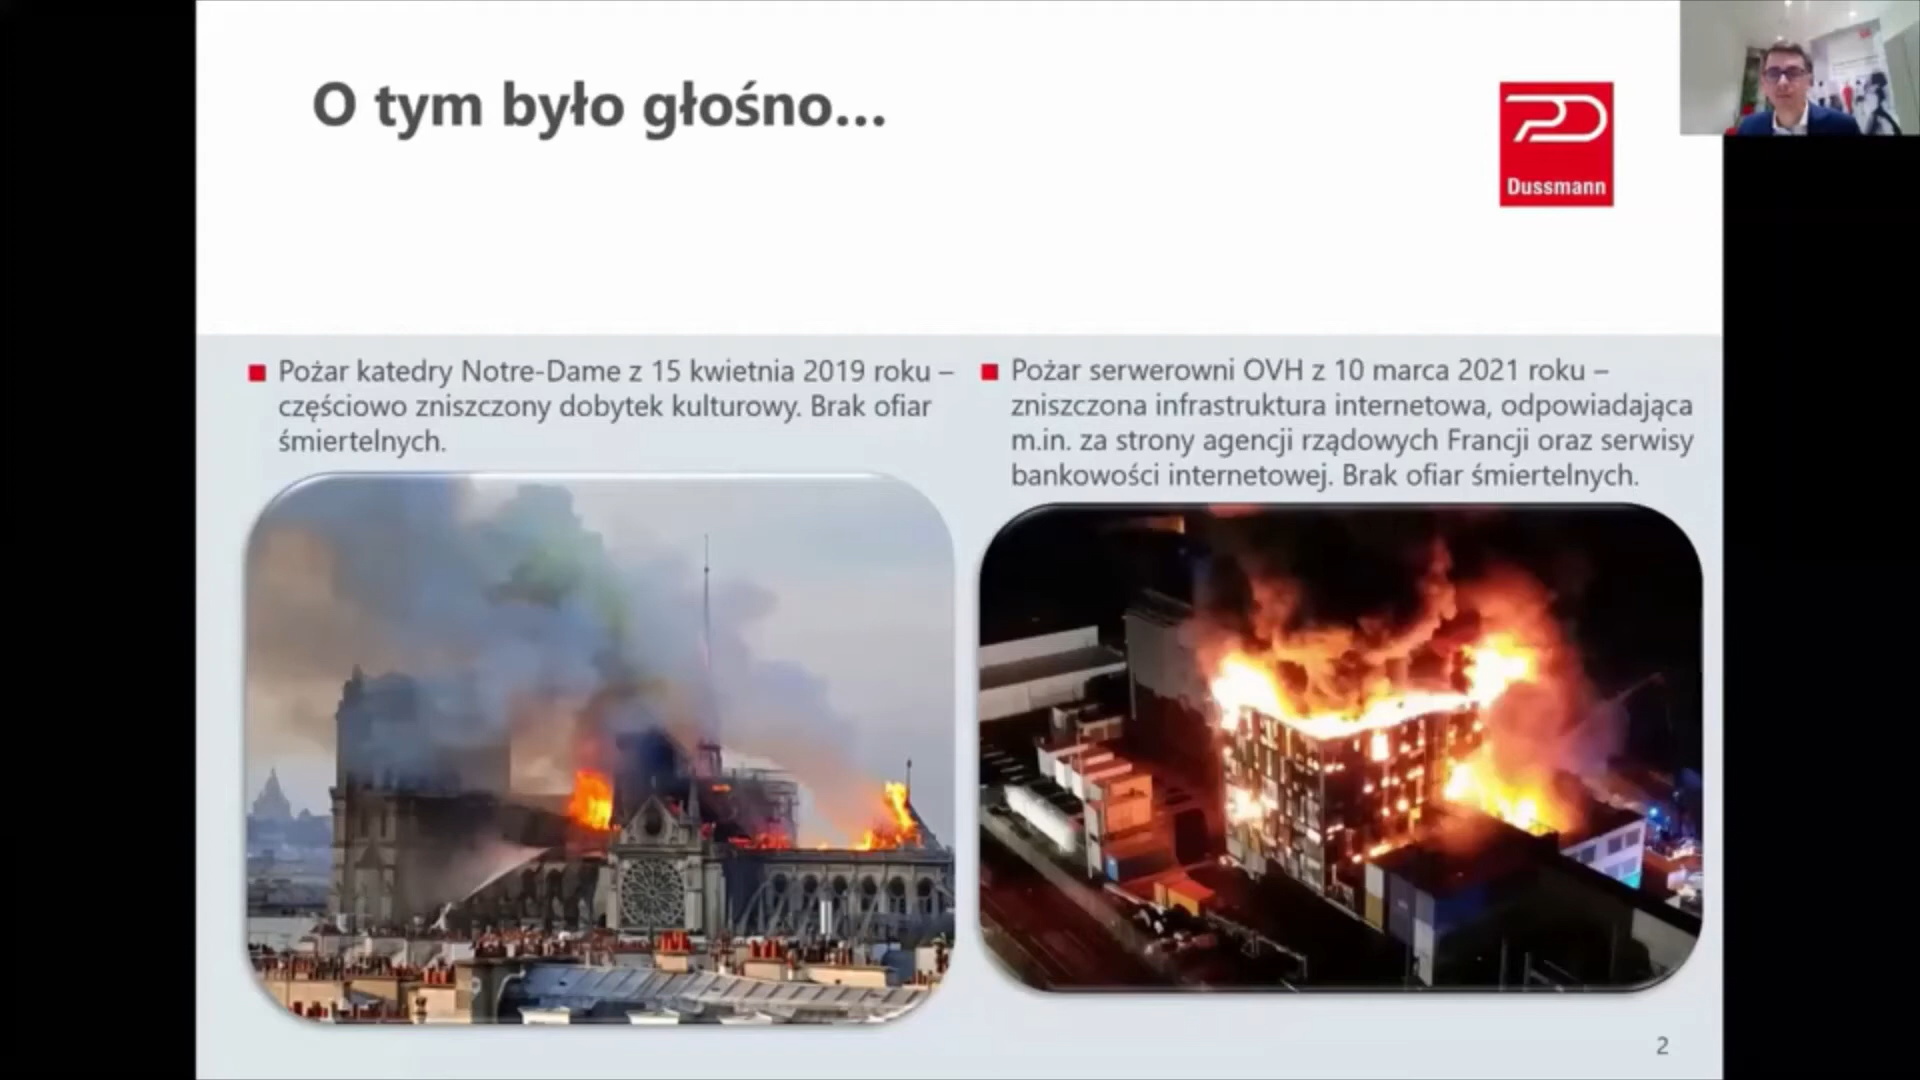 O tym było głośno...
Dussmann
Pożar katedry Notre-Dame z 15 kwietnia 2019 roku –
częściowo zniszczony dobytek kulturowy. Brak ofiar
śmiertelnych.
Pożar serwerowni OVH z 10 marca 2021 roku –
zniszczona infrastruktura internetowa, odpowiadająca
m.in. za strony agencji rządowych Francji oraz serwisy
bankowości internetowej. Brak ofiar śmiertelnych.
2